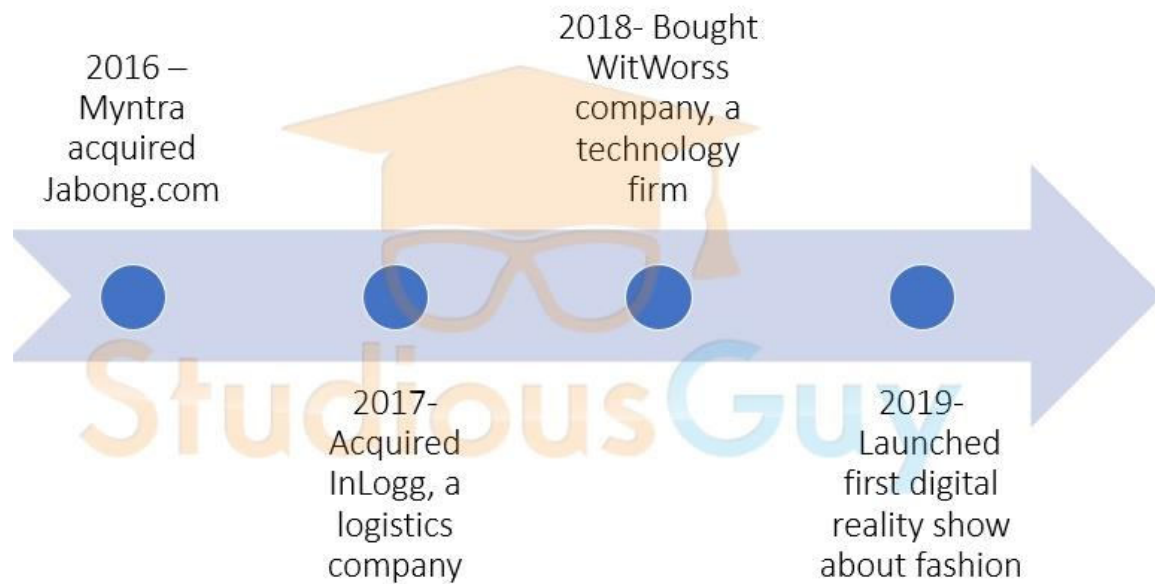 2016 –
Myntra
acquired
Jabong.com
2017-
Acquired
InLogg, a
logistics
company
2018- Bought
WitWorss
company, a
technology
firm
2019-
Launched
first digital
reality show
about fashion
StudiousGuy